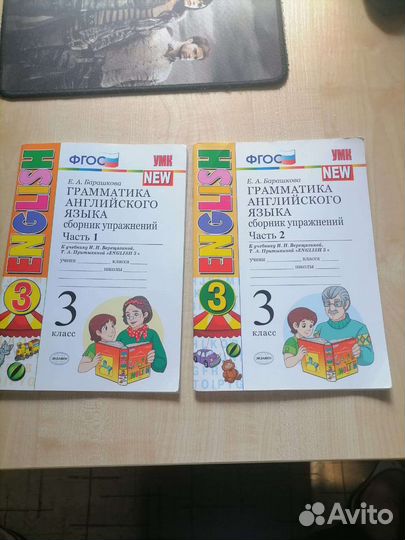 ENGLISH
3
ФГОС
УМК
NEW
Е. А. Барашкова
ГРАММАТИКА
АНГЛИЙСКОГО
ЯЗЫКА
сборник упражнений
Часть 1
К учебнику И. Н. Верещагиной,
Т. А. Притыкиной «ENGLISH 3»
учени
класса
школы
3
класс
ЭКЗАМЕН
ENGLISH
3
ФГОС
УМК
NEW
Е. А. Барашкова
ГРАММАТИКА
АНГЛИЙСКОГО
ЯЗЫКА
сборник упражнений
Часть 2
К учебнику И. Н. Верещагиной,
Т. А. Притыкиной «ENGLISH 3»
учени
класса
школы
3
класс
ЭКЗАМЕН
Avito